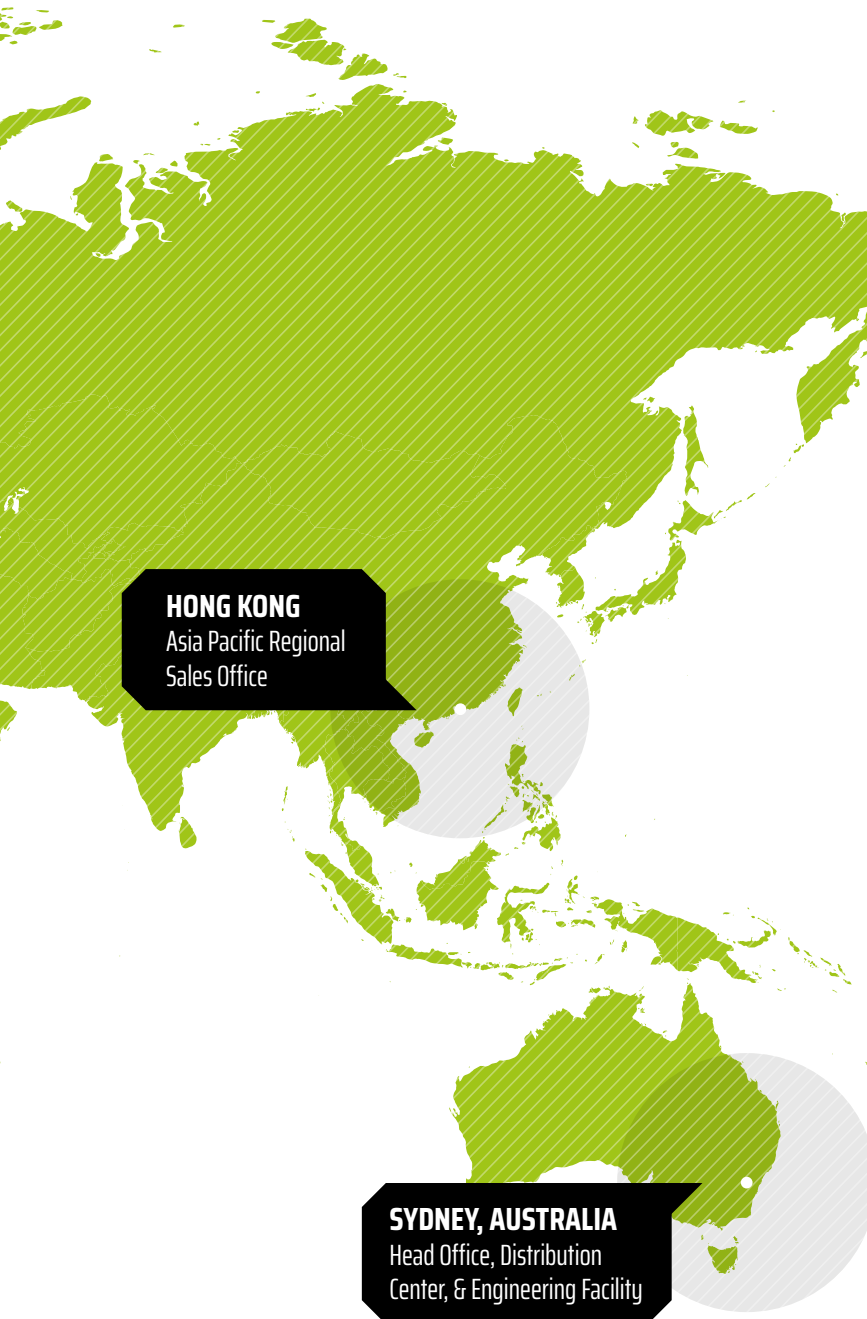 HONG KONG
Asia Pacific Regional
Sales Office
SYDNEY, AUSTRALIA
Head Office, Distribution
Center, & Engineering Facility